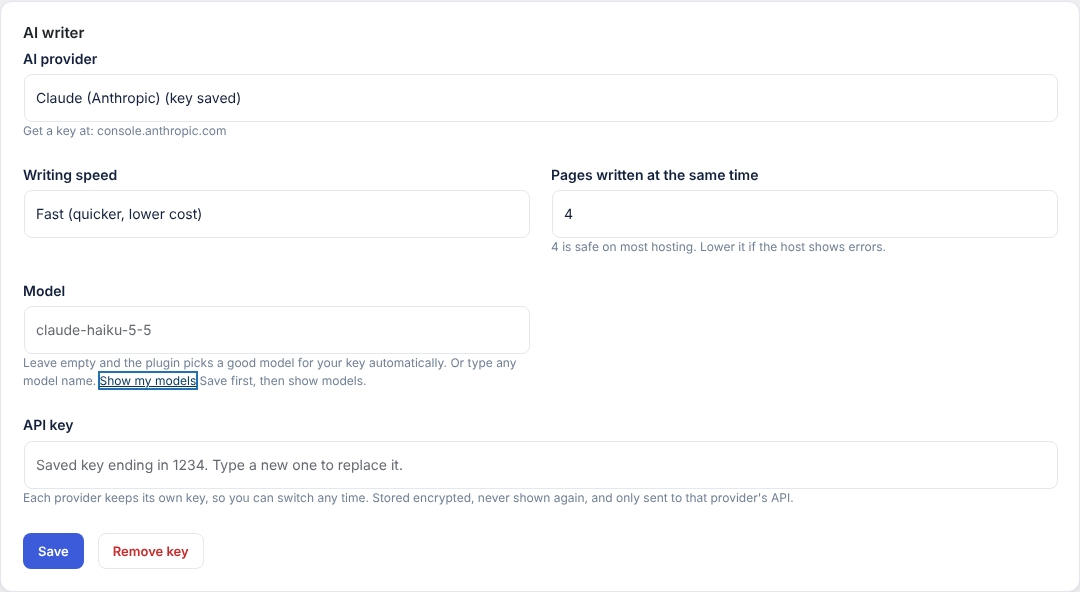 AI writer
AI provider
Claude (Anthropic) (key saved)
Get a key at: console.anthropic.com
Writing speed
Pages written at the same time
Fast (quicker, lower cost)
4
4 is safe on most hosting. Lower it if the host shows errors.
Model
claude-haiku-5-5
Leave empty and the plugin picks a good model for your key automatically. Or type any
model name. Show my models Save first, then show models.
API key
Saved key ending in 1234. Type a new one to replace it.
Each provider keeps its own key, so you can switch any time. Stored encrypted, never shown again, and only sent to that provider's API.
Save
Remove key